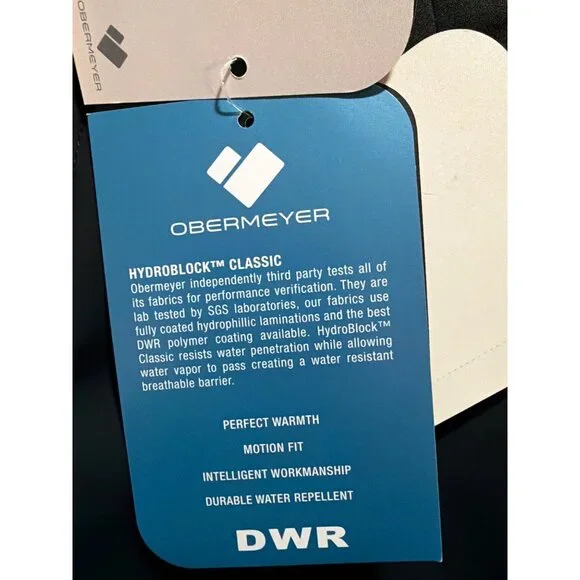 OBERMEYER
OBERMEYER
HYDROBLOCK™ CLASSIC
Obermeyer independently third party tests all of
its fabrics for performance verification. They are
lab tested by SGS laboratories, our fabrics use
fully coated hydrophillic laminations and the best
DWR polymer coating available. HydroBlock™
Classic resists water penetration while allowing
water vapor to pass creating a water resistant
breathable barrier.
PERFECT WARMTH
MOTION FIT
INTELLIGENT WORKMANSHIP
DURABLE WATER REPELLENT
DWR